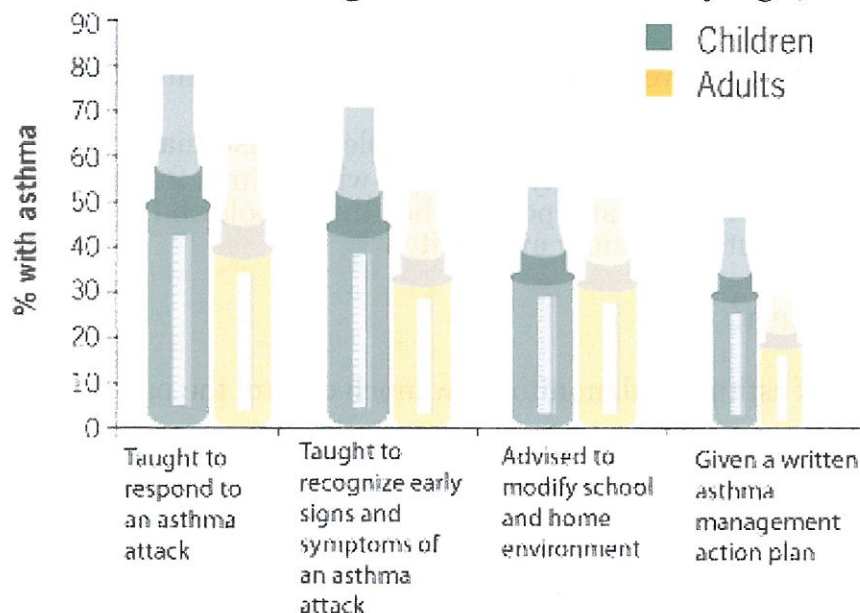 90
80
70
60
50
40
30
20
10
0
% with asthma
Children
Adults
Taught to
respond to
an asthma
attack
Taught to
recognize early
signs and
symptoms of
an asthma
attack
Advised to
modify school
and home
environment
Given a written
asthma
management
action plan